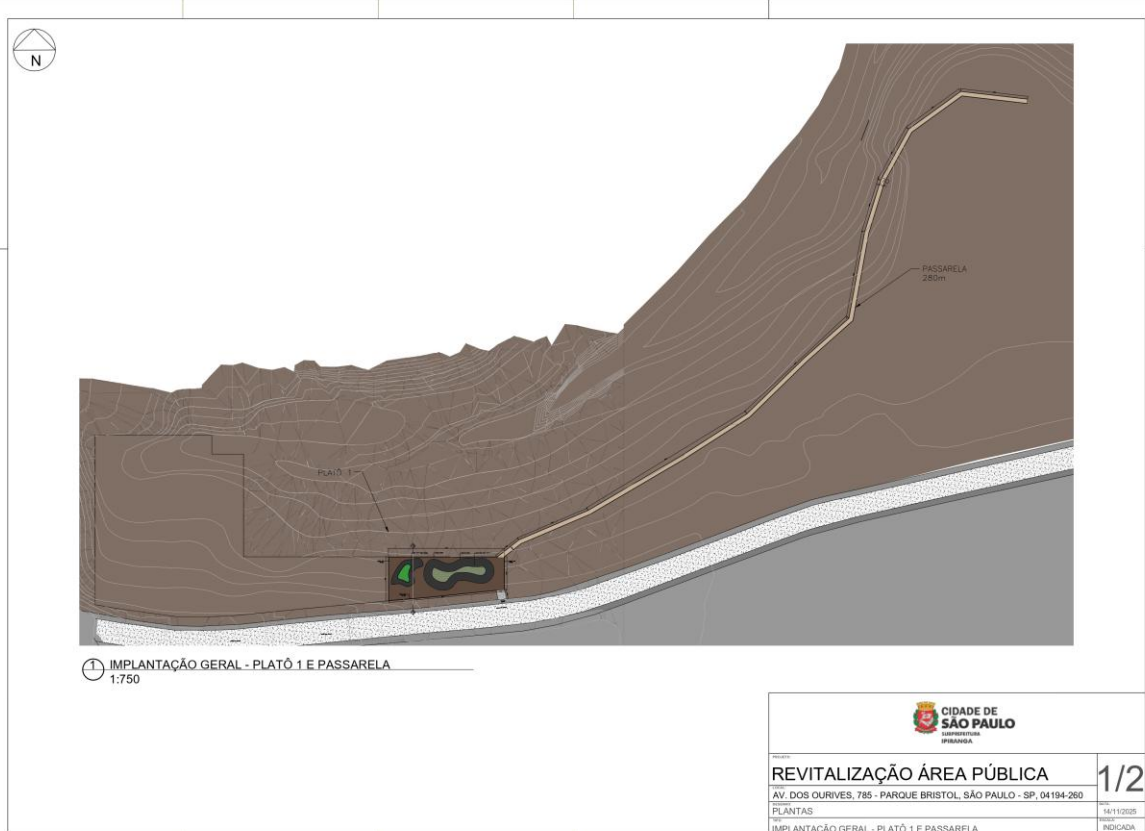 N
PASSARELA
280m
PLATÔ 1
1
IMPLANTAÇÃO GERAL - PLATÔ 1 E PASSARELA
1:750
CIDADE DE
SÃO PAULO
SUBPREFEITURA
IPIRANGA
REVITALIZAÇÃO ÁREA PÚBLICA
1/2
AV. DOS OURIVES, 785 - PARQUE BRISTOL, SÃO PAULO - SP, 04194-260
PLANTAS
14/11/2025
IMPLANTAÇÃO GERAL - PLATÔ 1 E PASSARELA
INDICADA